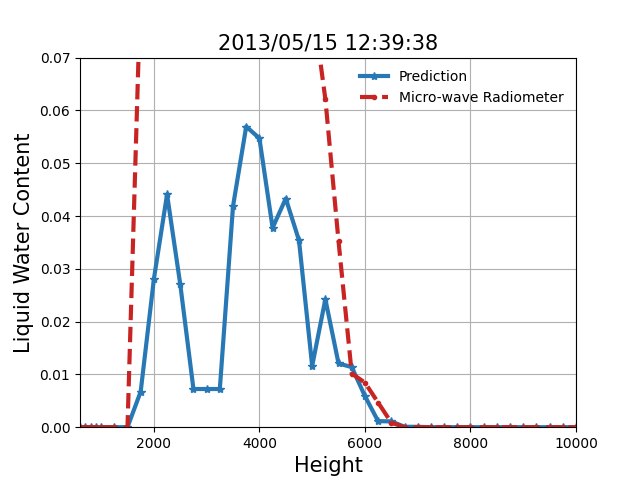 2013/05/15 12:39:38
Prediction
Micro-wave Radiometer
Liquid Water Content
0.07
0.06
0.05
0.04
0.03
0.02
0.01
0.00
2000 4000 6000 8000 10000
Height